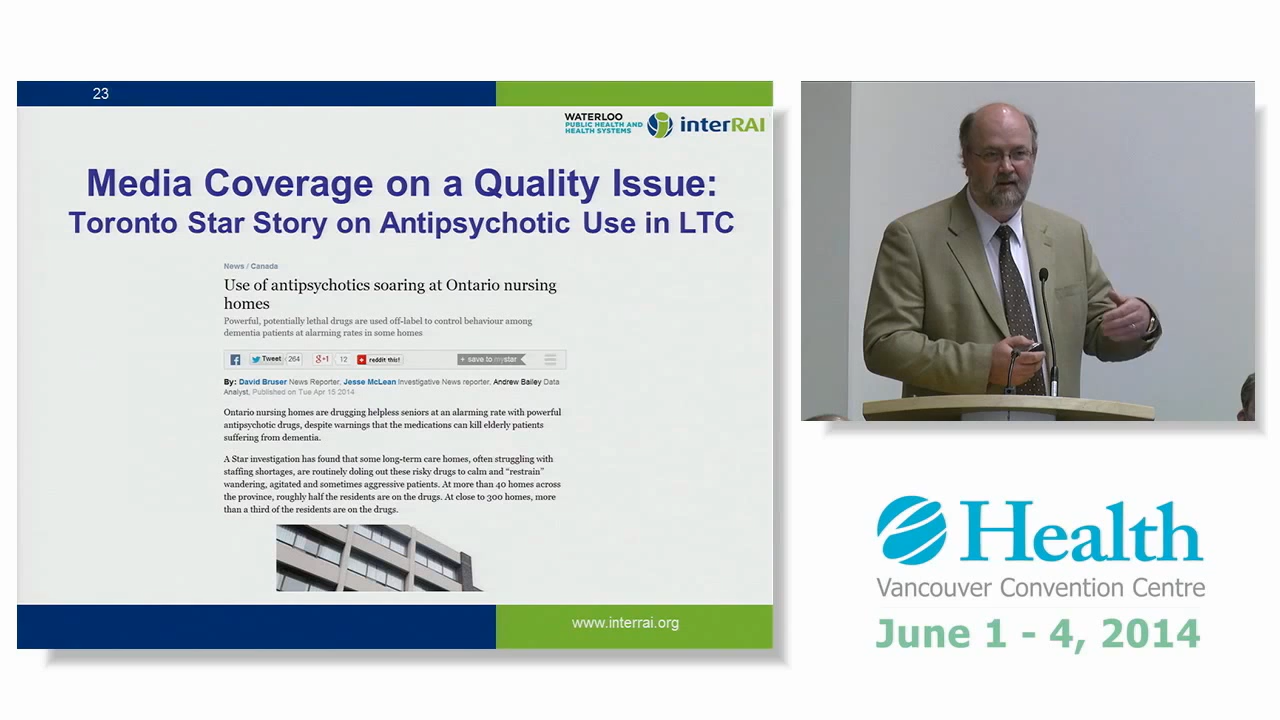 23
WATERLOO
PUBLIC HEALTH AND
HEALTH SYSTEMS
interRAI
Media Coverage on a Quality Issue:
Toronto Star Story on Antipsychotic Use in LTC
News / Canada
Use of antipsychotics soaring at Ontario nursing
homes
Powerful, potentially lethal drugs are used off-label to control behaviour among
dementia patients at alarming rates in some homes
Tweet 264 g+1 12 reddit this! + save to mystar
By: David Bruser News Reporter, Jesse McLean Investigative News reporter, Andrew Bailey Data
Analyst, Published on Tue Apr 15 2014
Ontario nursing homes are drugging helpless seniors at an alarming rate with powerful
antipsychotic drugs, despite warnings that the medications can kill elderly patients
suffering from dementia.
A Star investigation has found that some long-term care homes, often struggling with
staffing shortages, are routinely doling out these risky drugs to calm and “restrain”
wandering, agitated and sometimes aggressive patients. At more than 40 homes across
the province, roughly half the residents are on the drugs. At close to 300 homes, more
than a third of the residents are on the drugs.
www.interrai.org
eHealth
Vancouver Convention Centre
June 1 - 4, 2014